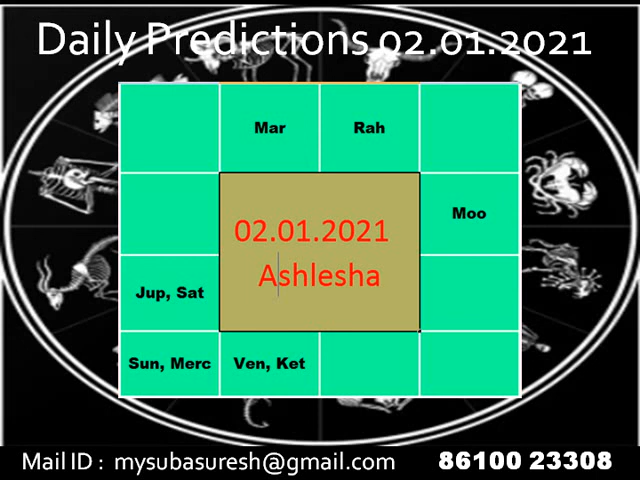 Daily Predictions 02.01.2021
Mar Rah
Moo
02.01.2021
Ashlesha
Jup, Sat
Sun, Merc Ven, Ket
Mail ID : mysubasuresh@gmail.com 86100 23308